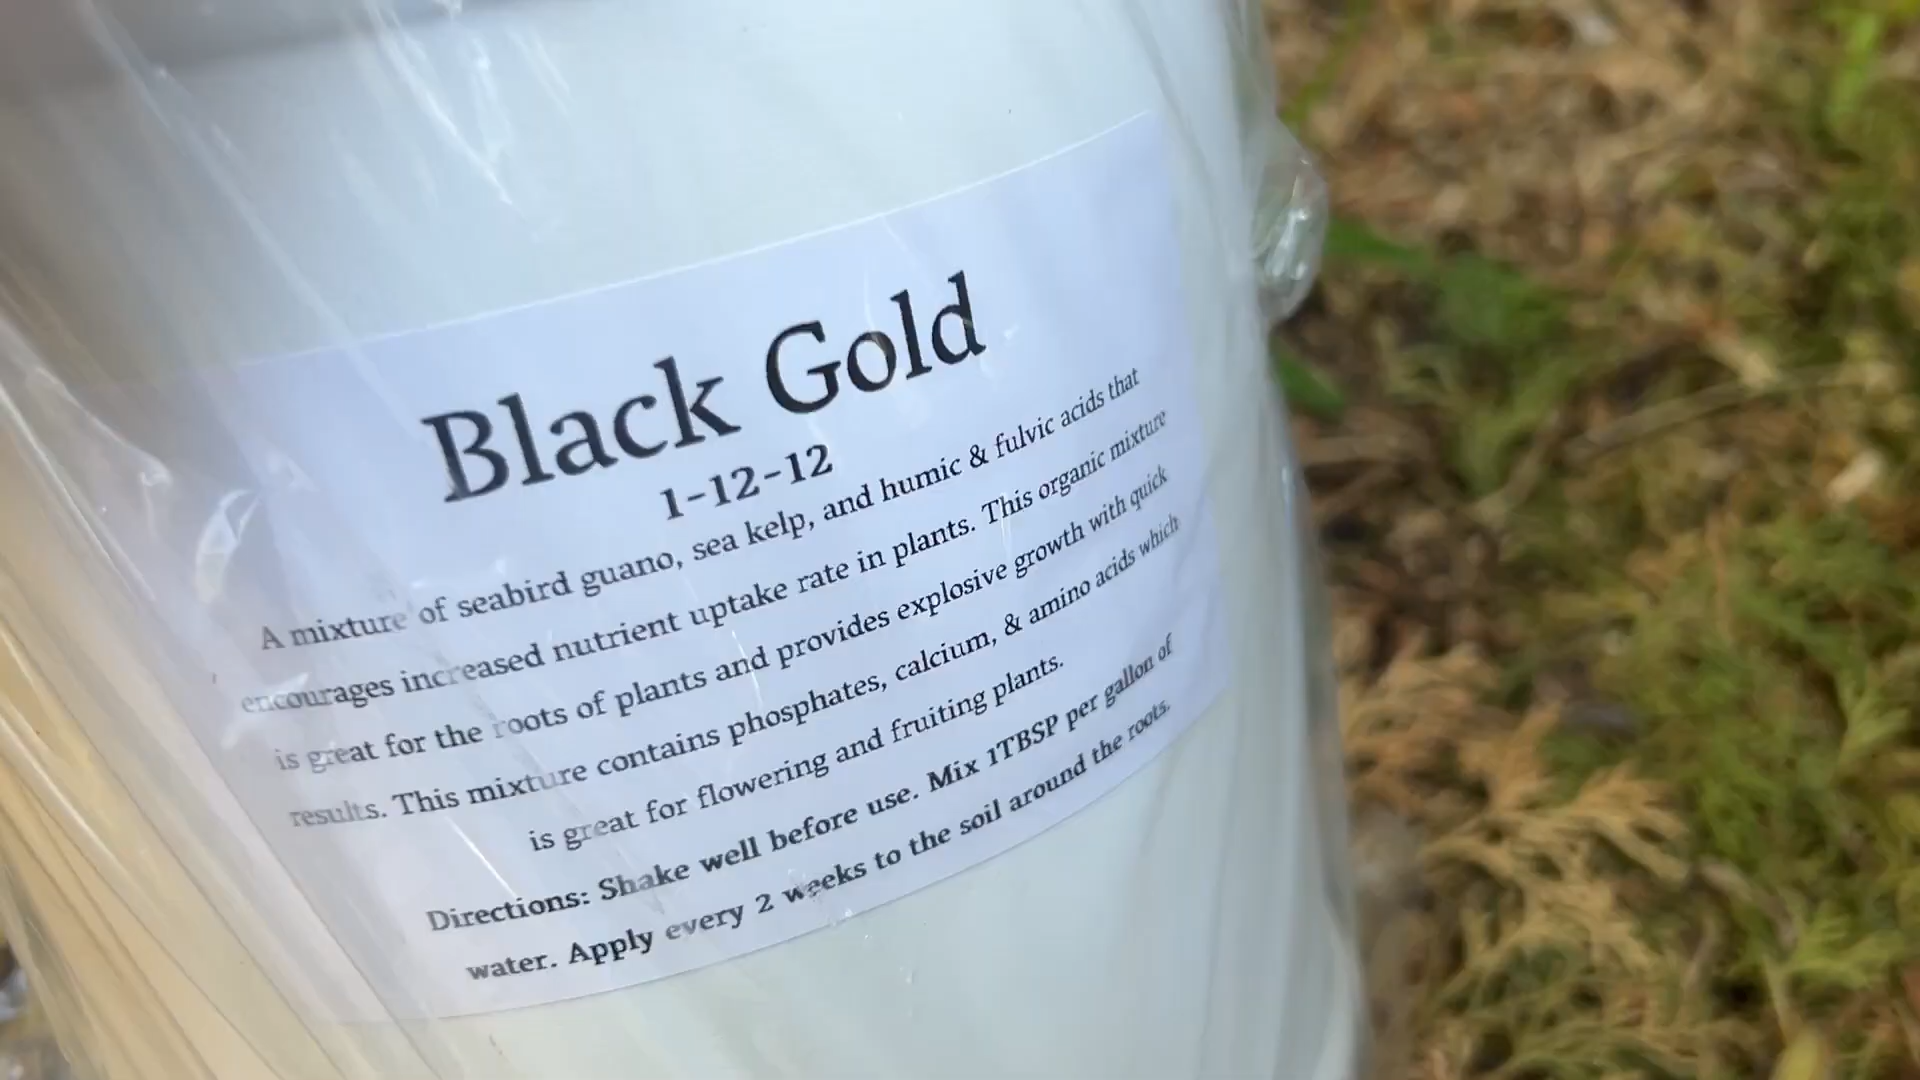 Black Gold
1-12-12
A mixture of seabird guano, sea kelp, and humic & fulvic acids that
encourages increased nutrient uptake rate in plants. This organic mixture
is great for the roots of plants and provides explosive growth with quick
results. This mixture contains phosphates, calcium, & amino acids which
is great for flowering and fruiting plants.
Directions: Shake well before use. Mix 1TBSP per gallon of
water. Apply every 2 weeks to the soil around the roots.